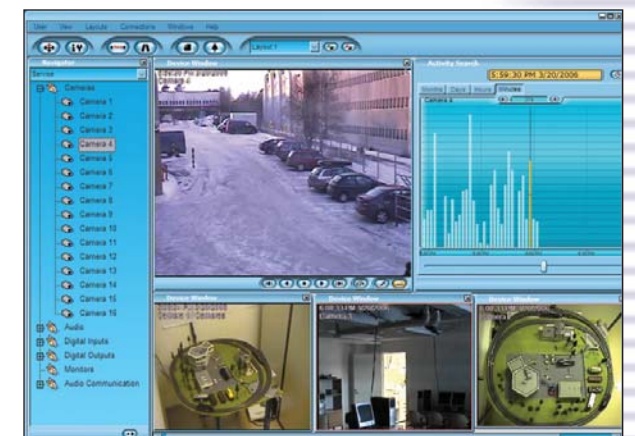 User View Layouts Connections Windows Help
Layout 1
Navigator
Service
Cameras
Camera 1
Camera 2
Camera 3
Camera 4
Camera 5
Camera 6
Camera 7
Camera 8
Camera 9
Camera 10
Camera 11
Camera 12
Camera 13
Camera 14
Camera 15
Camera 16
Audio
Digital Inputs
Digital Outputs
Monitors
Audio Communication
Device Window
Camera 4
Activity Search
5:59:30 PM 3/20/2006
Months Days Hours Minutes
Device Window
Device Window
Device Window